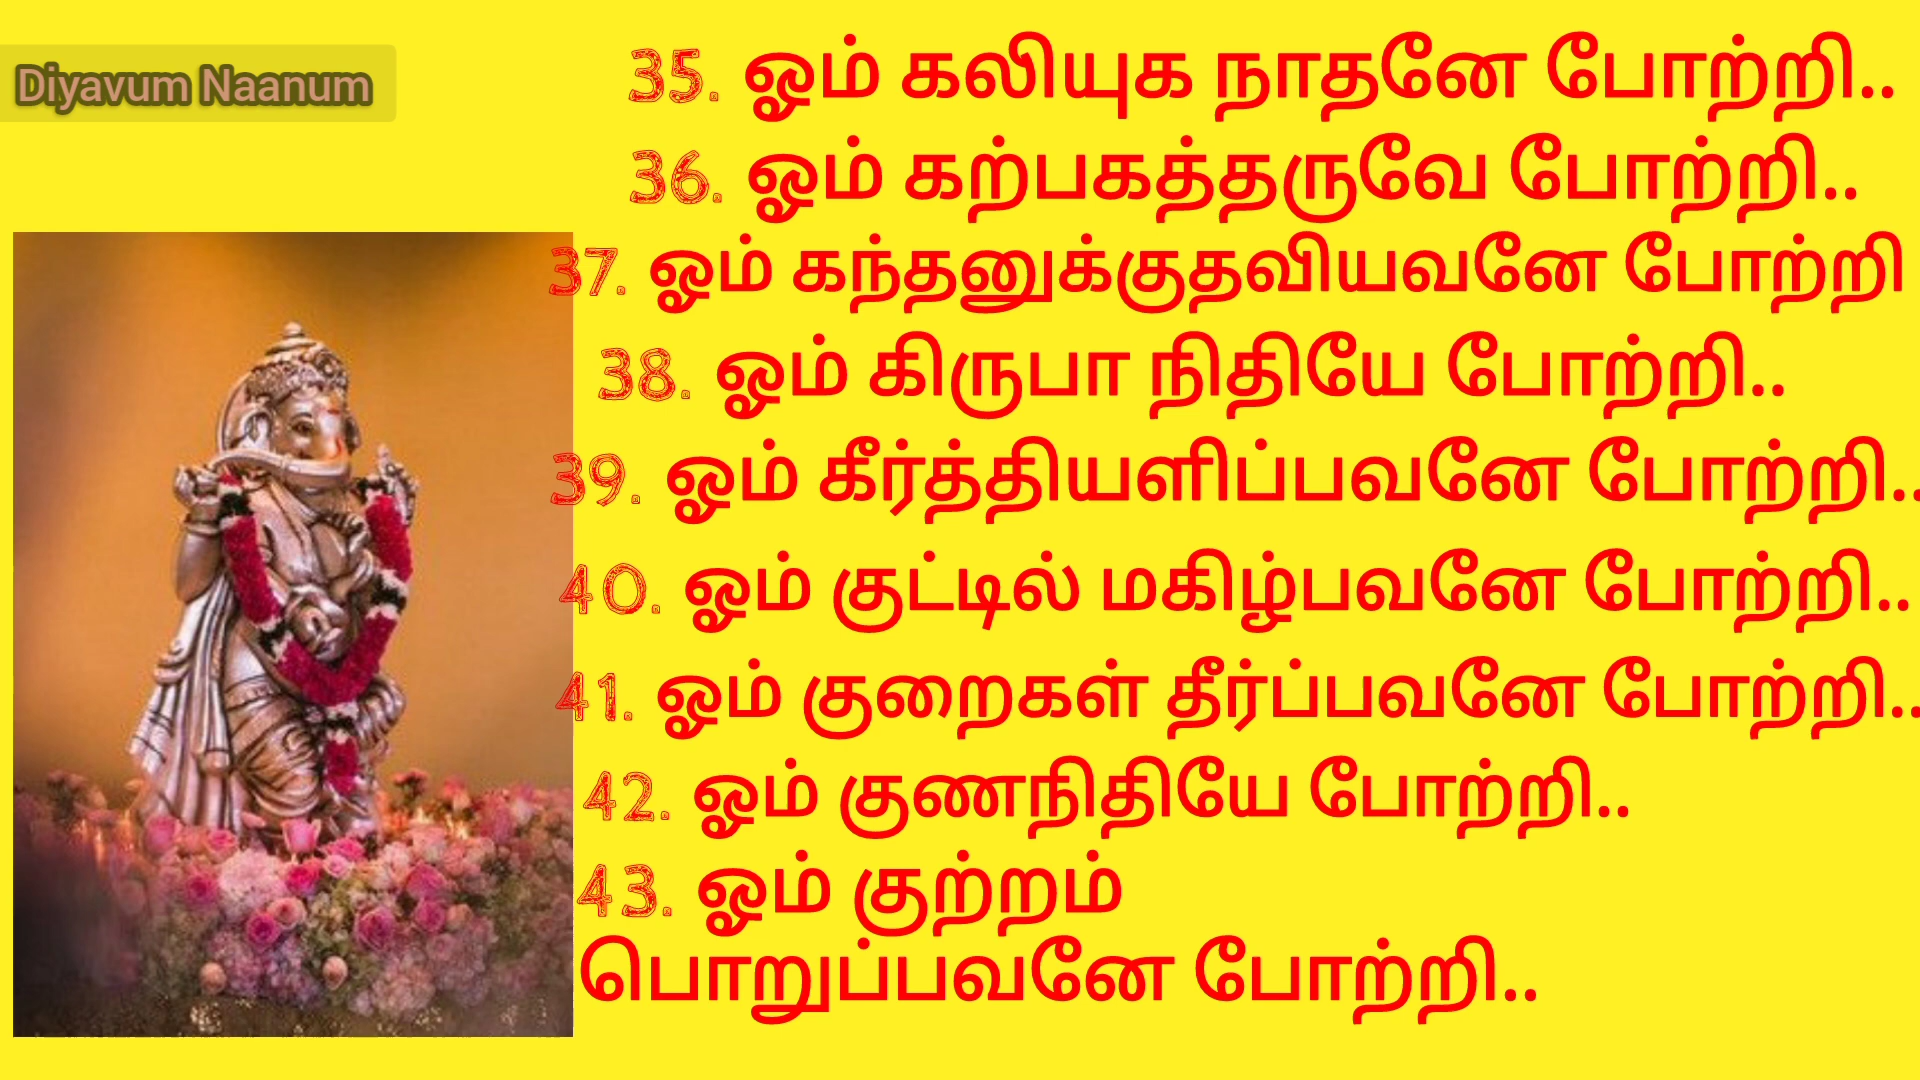 Diyavum Naanum
35. ஓம் கலியுக நாதனே போற்றி..
36. ஓம் கற்பகத்தருவே போற்றி..
37. ஓம் கந்தனுக்குதவியவனே போற்றி
38. ஓம் கிருபா நிதியே போற்றி..
39. ஓம் கீர்த்தியளிப்பவனே போற்றி..
40. ஓம் குட்டில் மகிழ்பவனே போற்றி..
41. ஓம் குறைகள் தீர்ப்பவனே போற்றி..
42. ஓம் குணநிதியே போற்றி..
43. ஓம் குற்றம்
பொறுப்பவனே போற்றி..